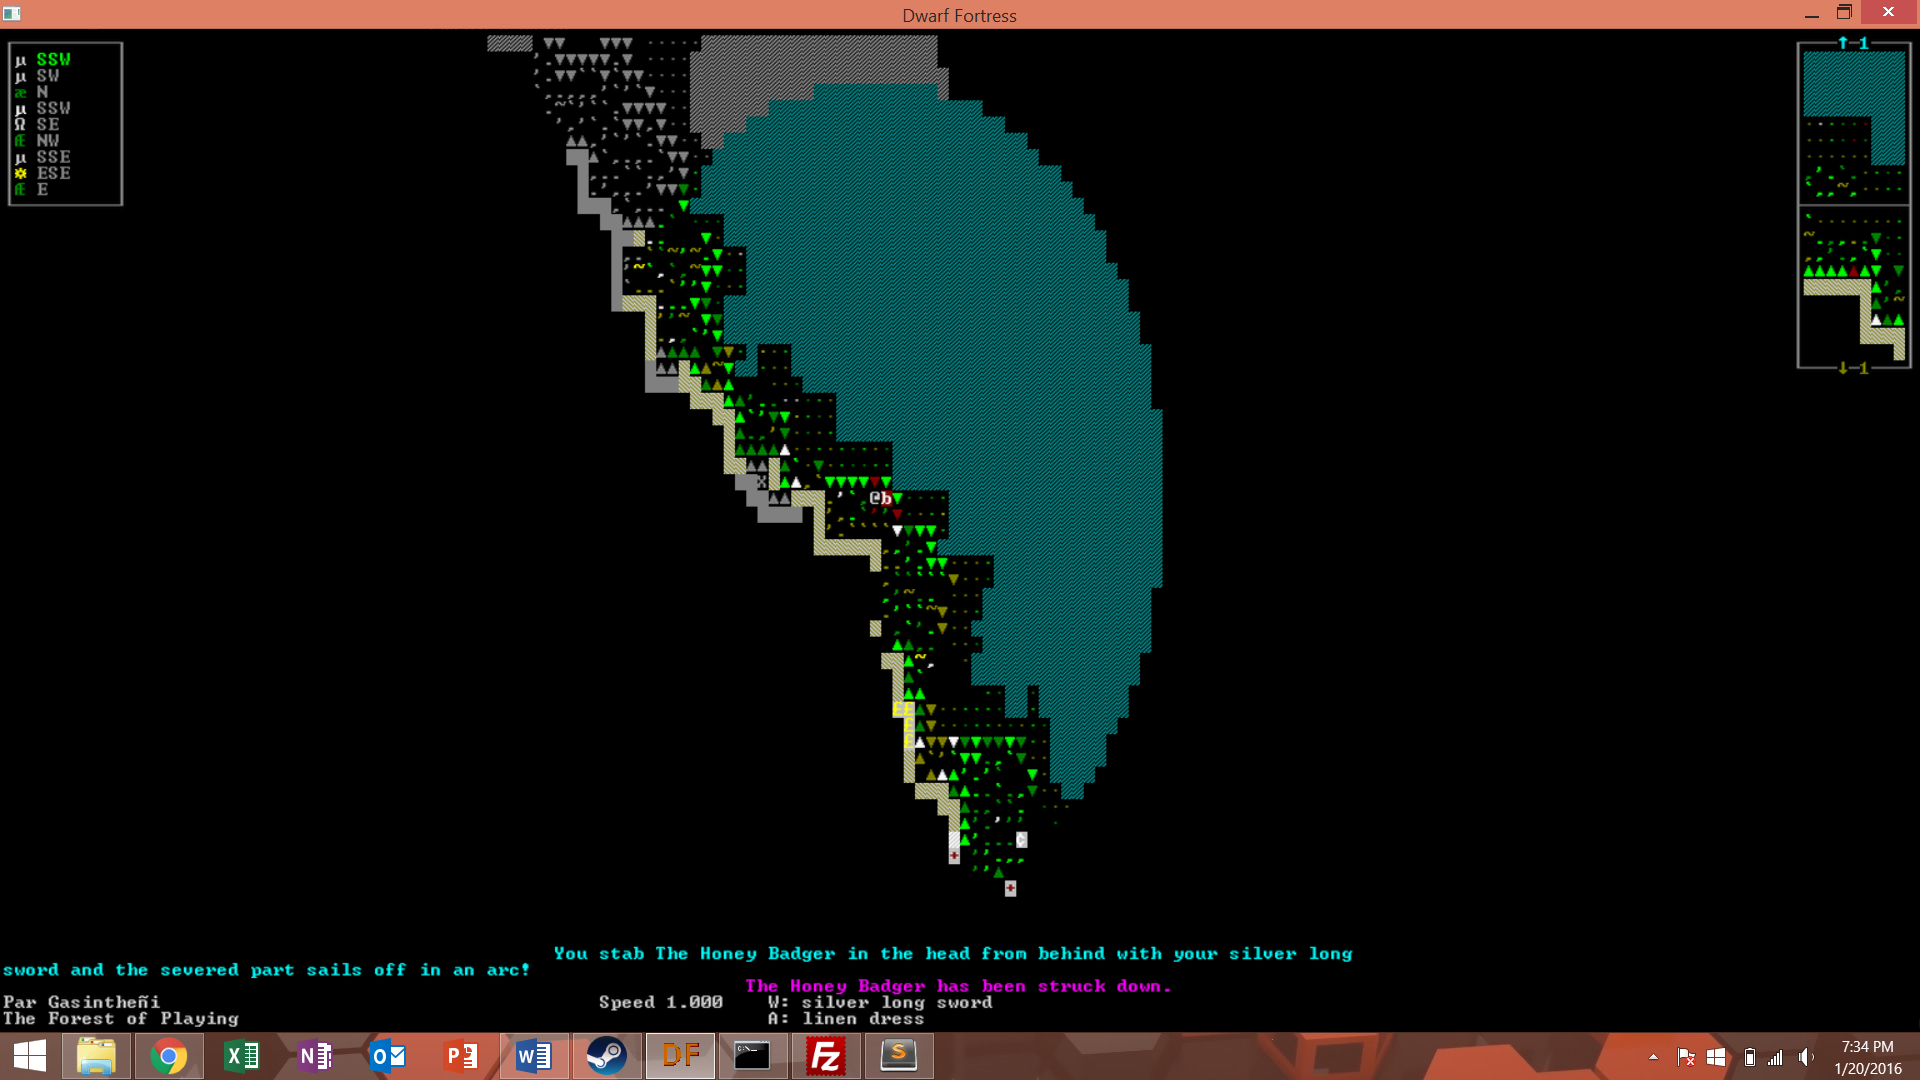 Dwarf Fortress
µ SSW
µ SW
æ N
µ SSW
Ω SE
Æ NW
µ SSE
☼ ESE
Æ E
↑ 1
↓ 1
@b
You stab The Honey Badger in the head from behind with your silver long
sword and the severed part sails off in an arc!
The Honey Badger has been struck down.
Par Gasintheñi
Speed 1.000
W: silver long sword
The Forest of Playing
A: linen dress
DF
7:34 PM
1/20/2016